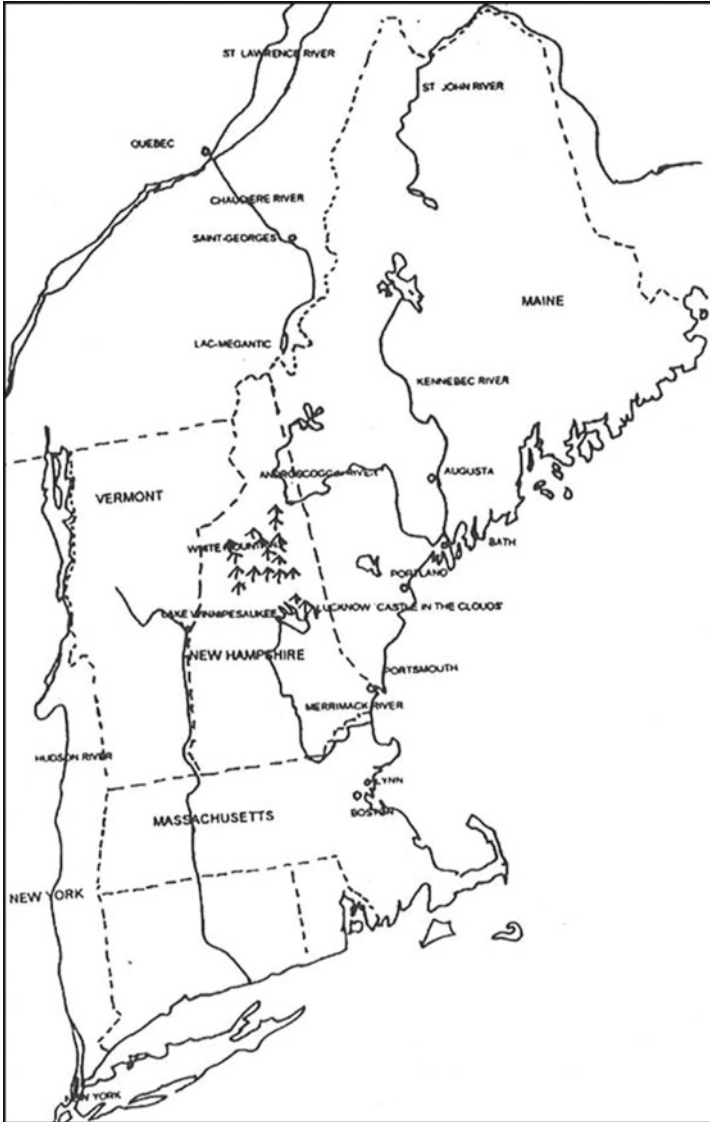 ST LAWRENCE RIVER
ST JOHN RIVER
QUEBEC
CHAUDIERE RIVER
SAINT-GEORGES
MAINE
LAC-MEGANTIC
KENNEBEC RIVER
ANDROSCOGGIN RIVER
AUGUSTA
VERMONT
WHITE MOUNTAINS
BATH
PORTLAND
LAKE WINNIPESAUKEE
LUCKNOW 'CASTLE IN THE CLOUDS'
NEW HAMPSHIRE
PORTSMOUTH
MERRIMACK RIVER
HUDSON RIVER
LYNN
BOSTON
MASSACHUSETTS
NEW YORK
NEW YORK